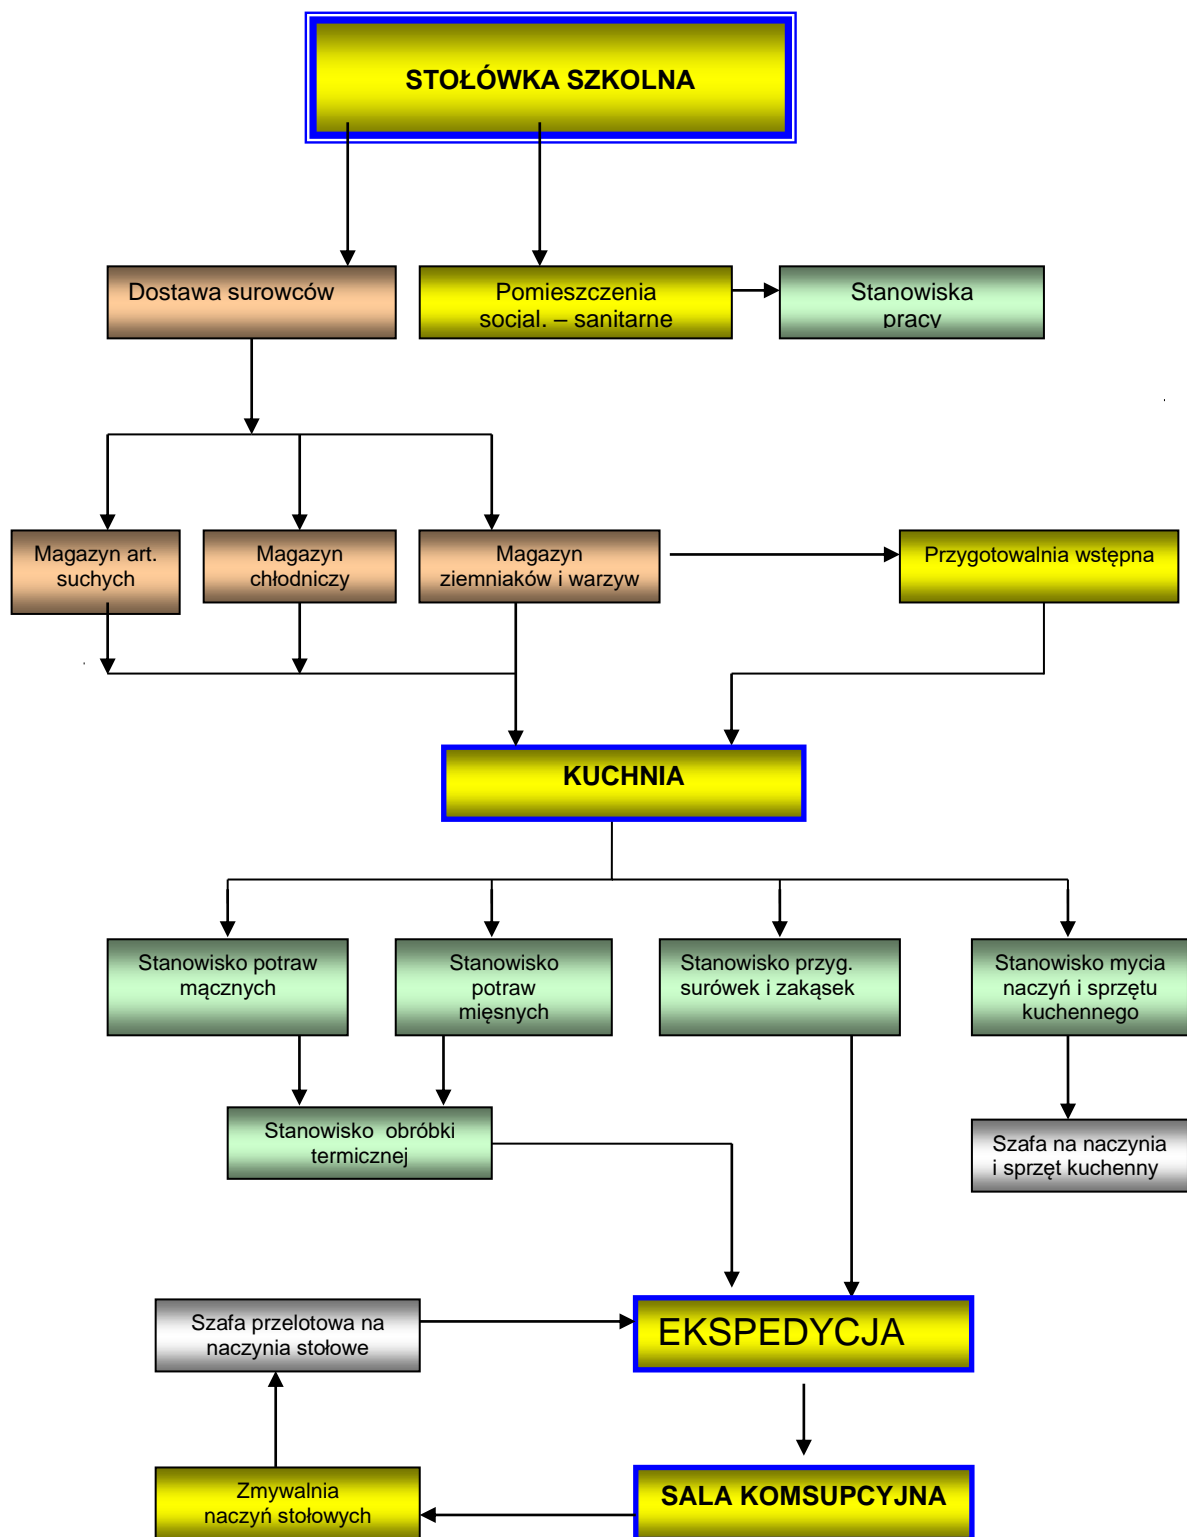 STOŁÓWKA SZKOLNA
Dostawa surowców
Pomieszczenia
socjal. – sanitarne
Stanowiska
pracy
Magazyn art.
suchych
Magazyn
chłodniczy
Magazyn
ziemniaków i warzyw
Przygotowalnia wstępna
KUCHNIA
Stanowisko potraw
mącznych
Stanowisko
potraw
mięsnych
Stanowisko przyg.
surówek i zakąsek
Stanowisko mycia
naczyń i sprzętu
kuchennego
Stanowisko obróbki
termicznej
Szafa na naczynia
i sprzęt kuchenny
Szafa przelotowa na
naczynia stołowe
EKSPEDYCJA
Zmywalnia
naczyń stołowych
SALA KOMSUPCYJNA